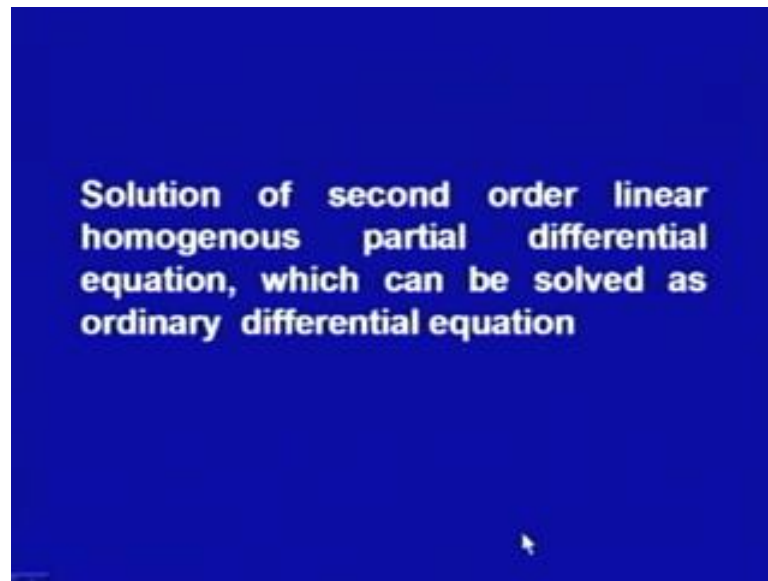 Solution of second order linear
homogenous partial differential
equation, which can be solved as
ordinary differential equation